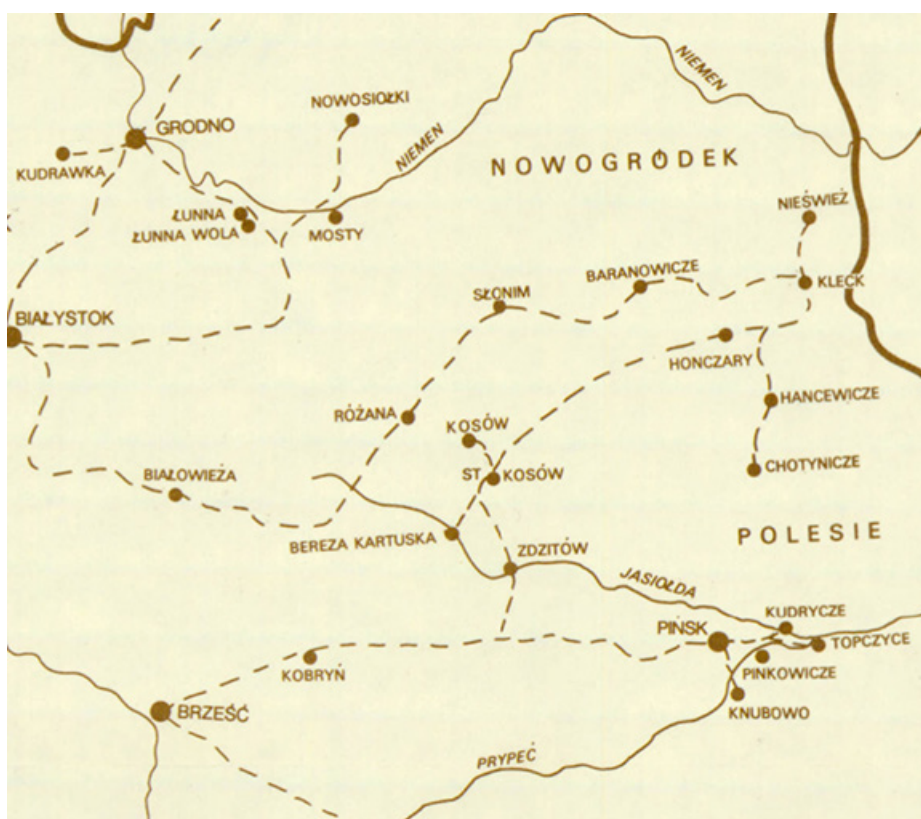 NIEMEN
NOWOSIOŁKI
GRODNO
NIEMEN
KUDRAWKA
NOWOGRÓDEK
NIEŚWIEŻ
ŁUNNA
ŁUNNA WOLA
MOSTY
BARANOWICZE
KLECK
SŁONIM
BIAŁYSTOK
HONCZARY
HANCEWICZE
RÓŻANA
KOSÓW
BIAŁOWIEŻA
ST. KOSÓW
CHOTYNICZE
BEREZA KARTUSKA
POLESIE
ZDZITÓW
JASIOŁDA
KUDRYCZE
PIŃSK
TOPCZYCE
KOBRYŃ
PINKOWICZE
BRZEŚĆ
KNUBOWO
PRYPEĆ